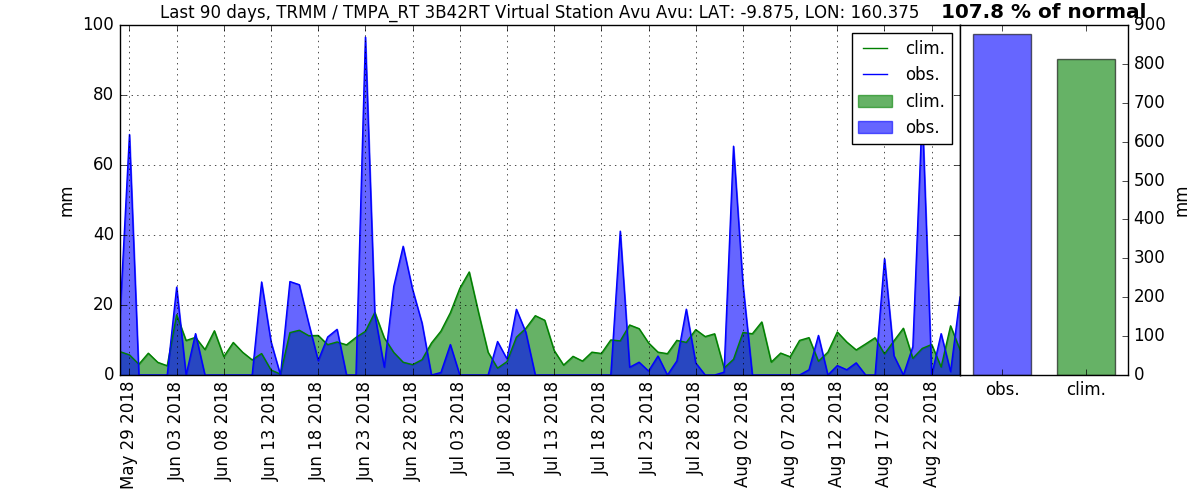 Last 90 days, TRMM / TMPA_RT 3B42RT Virtual Station Avu Avu: LAT: -9.875, LON: 160.375
107.8 % of normal
100
80
60
40
20
0
mm
clim.
obs.
clim.
obs.
900
800
700
600
500
400
300
200
100
0
mm
obs.
clim.
May 29 2018
Jun 03 2018
Jun 08 2018
Jun 13 2018
Jun 18 2018
Jun 23 2018
Jun 28 2018
Jul 03 2018
Jul 08 2018
Jul 13 2018
Jul 18 2018
Jul 23 2018
Jul 28 2018
Aug 02 2018
Aug 07 2018
Aug 12 2018
Aug 17 2018
Aug 22 2018